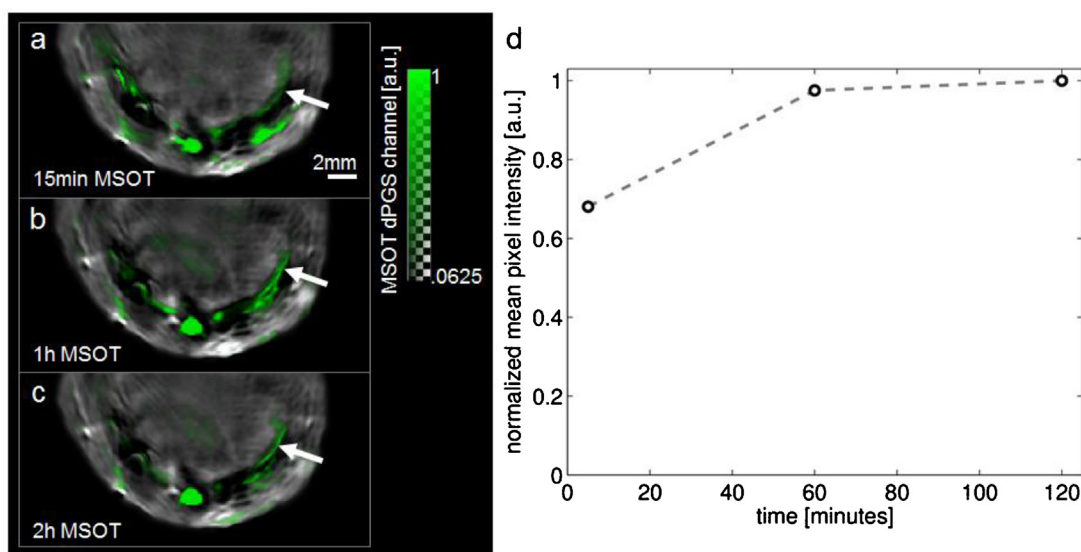 a
15min MSOT
2mm
b
1h MSOT
c
2h MSOT
MSOT dPGS channel [a.u.]
1
.0625
d
normalized mean pixel intensity [a.u.]
1
0.8
0.6
0.4
0.2
0
0 20 40 60 80 100 120
time [minutes]